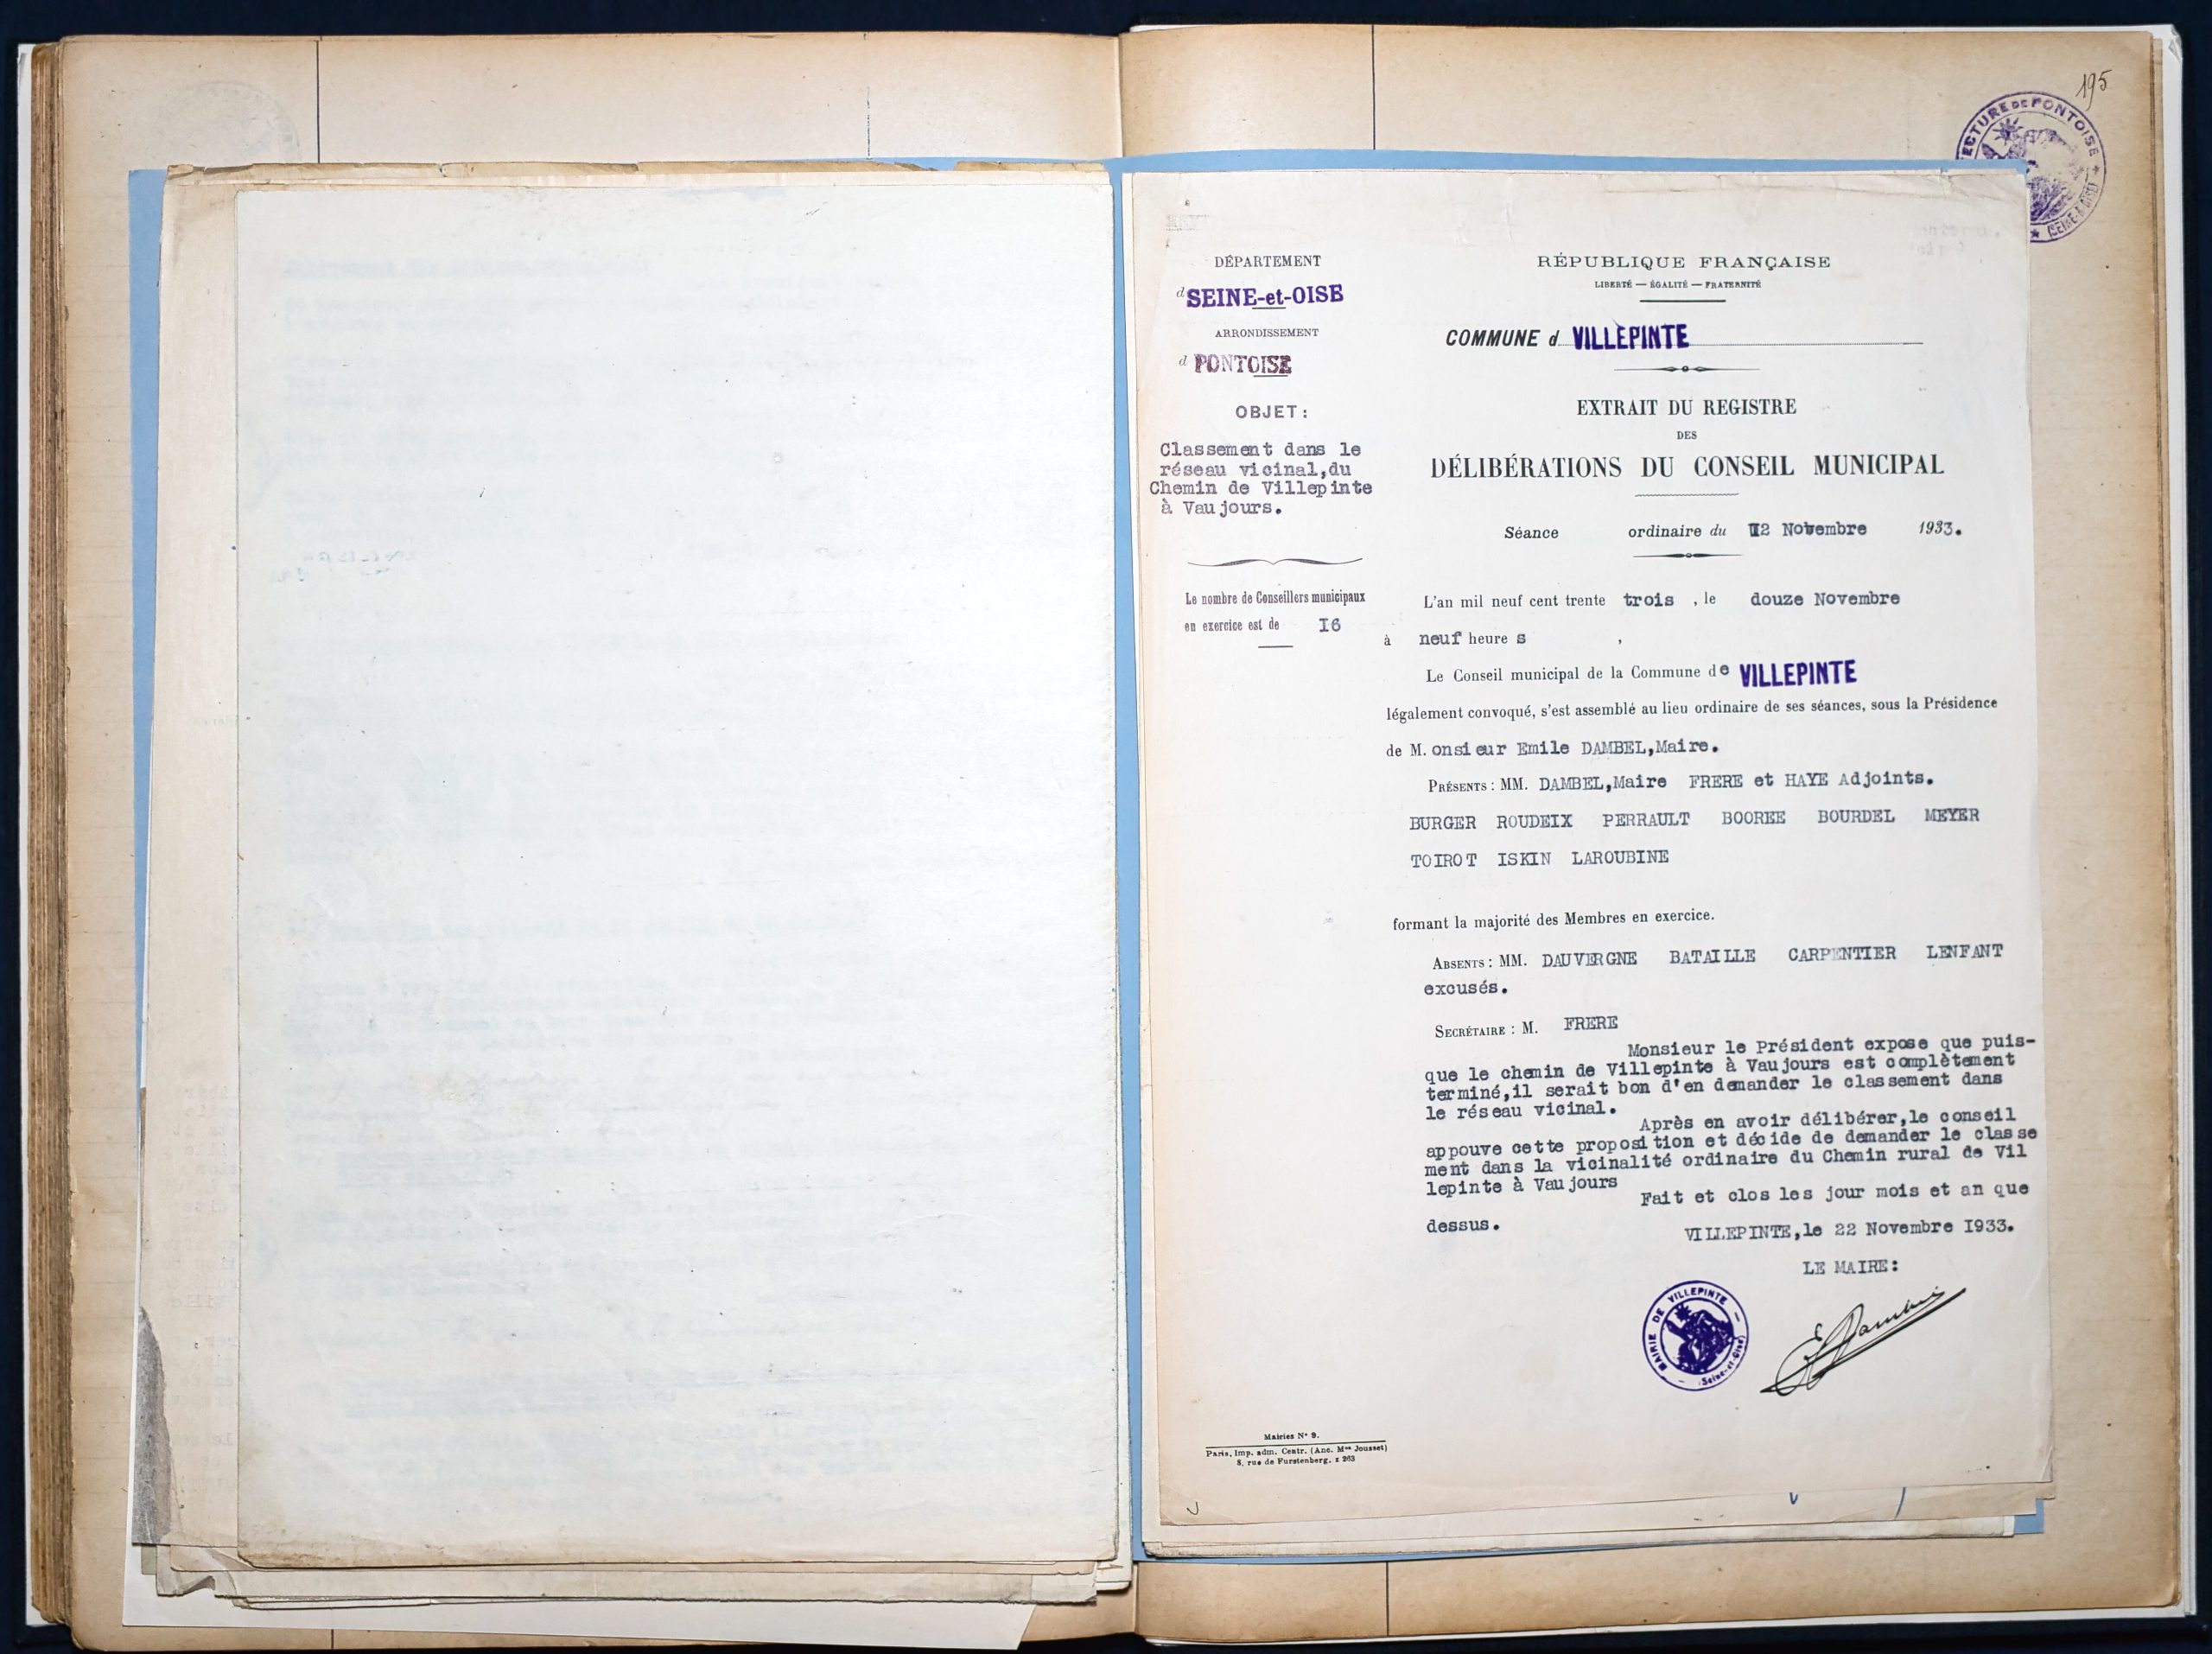 195
DÉPARTEMENT
d SEINE-et-OISE
ARRONDISSEMENT
d PONTOISE
OBJET:
Classement dans le
réseau vicinal,du
Chemin de Villepinte
à Vaujours.
Le nombre de Conseillers municipaux
en exercice est de I6
RÉPUBLIQUE FRANÇAISE
LIBERTÉ — ÉGALITÉ — FRATERNITÉ
COMMUNE d VILLEPINTE
EXTRAIT DU REGISTRE
DES
DÉLIBÉRATIONS DU CONSEIL MUNICIPAL
Séance ordinaire du 12 Novembre 1933.
L'an mil neuf cent trente trois , le douze Novembre
à neuf heure s ,
Le Conseil municipal de la Commune de VILLEPINTE
légalement convoqué, s'est assemblé au lieu ordinaire de ses séances, sous la Présidence
de M. onsieur Emile DAMBEL,Maire.
PRÉSENTS : MM. DAMBEL,Maire FRERE et HAYE Adjoints.
BURGER ROUDEIX PERRAULT BOOREE BOURDEL MEYER
TOIROT ISKIN LAROUBINE
formant la majorité des Membres en exercice.
ABSENTS : MM. DAUVERGNE BATAILLE CARPENTIER LENFANT
excusés.
SECRÉTAIRE : M. FRERE
Monsieur le Président expose que puis-
que le chemin de Villepinte à Vaujours est complètement
terminé,il serait bon d'en demander le classement dans
le réseau vicinal.
Après en avoir délibérer,le conseil
appouve cette proposition et décide de demander le classe
ment dans la vicinalité ordinaire du Chemin rural de Vil
lepinte à Vaujours
Fait et clos les jour mois et an que
dessus.
VILLEPINTE,le 22 Novembre I933.
LE MAIRE:
MAIRIE DE VILLEPINTE
(Seine-et-Oise)
Mairies N° 9.
Paris, Imp. adm. Centr. (Anc. Mon Jousset)
8, rue de Furstenberg. z 263
ECTURE DE PONTOISE
(SEINE-&-OISE)